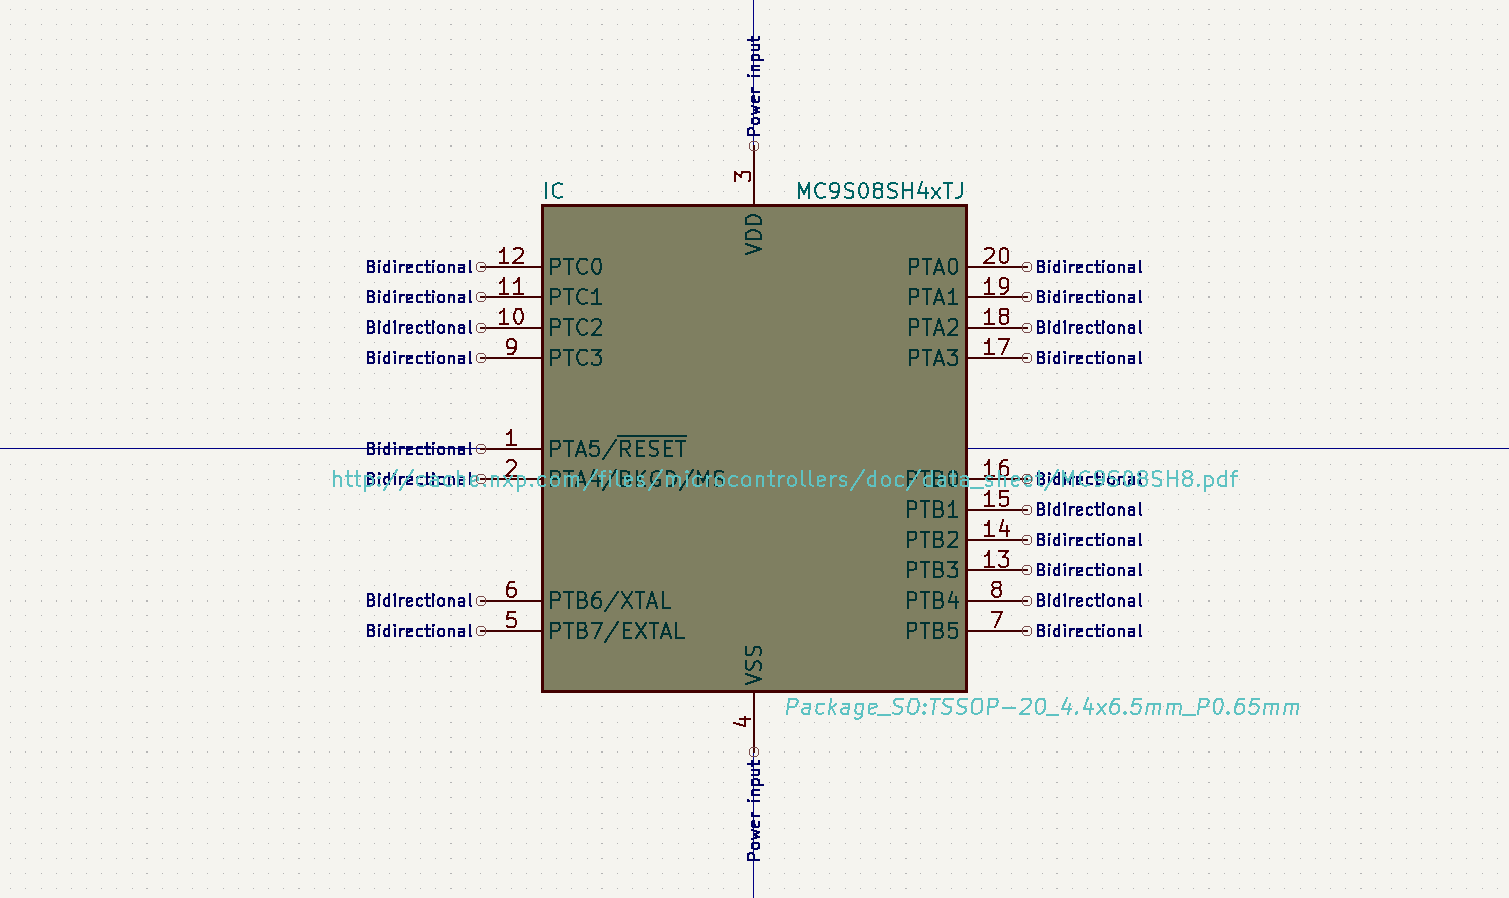 Power input
3
IC MC9S08SH4xTJ
VDD
Bidirectional 12 PTC0 PTA0 20 Bidirectional
Bidirectional 11 PTC1 PTA1 19 Bidirectional
Bidirectional 10 PTC2 PTA2 18 Bidirectional
Bidirectional 9 PTC3 PTA3 17 Bidirectional
Bidirectional 1 PTA5/RESET
Bidirectional 2 PTA4/BKGD/MS PTB0 16 Bidirectional
http://cache.nxp.com/files/microcontrollers/doc/data_sheet/MC9S08SH8.pdf
PTB1 15 Bidirectional
PTB2 14 Bidirectional
PTB3 13 Bidirectional
Bidirectional 6 PTB6/XTAL PTB4 8 Bidirectional
Bidirectional 5 PTB7/EXTAL PTB5 7 Bidirectional
VSS
Package_SO:TSSOP-20_4.4x6.5mm_P0.65mm
4
Power input